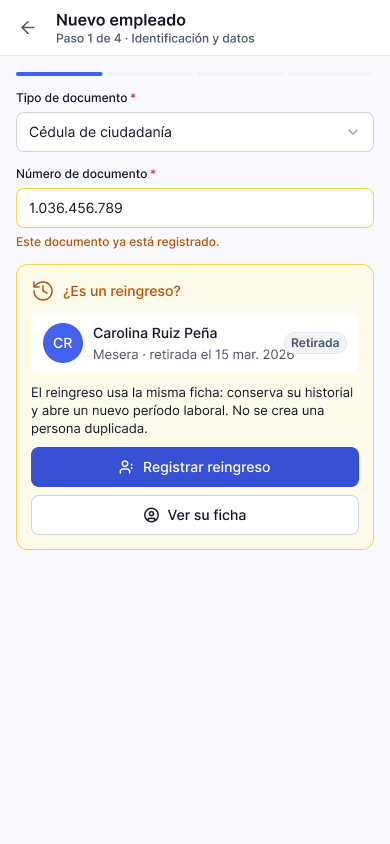 Nuevo empleado
Paso 1 de 4 · Identificación y datos
Tipo de documento *
Cédula de ciudadanía
Número de documento *
1.036.456.789
Este documento ya está registrado.
¿Es un reingreso?
CR
Carolina Ruiz Peña
Mesera · retirada el 15 mar. 2026
Retirada
El reingreso usa la misma ficha: conserva su historial
y abre un nuevo período laboral. No se crea una
persona duplicada.
Registrar reingreso
Ver su ficha